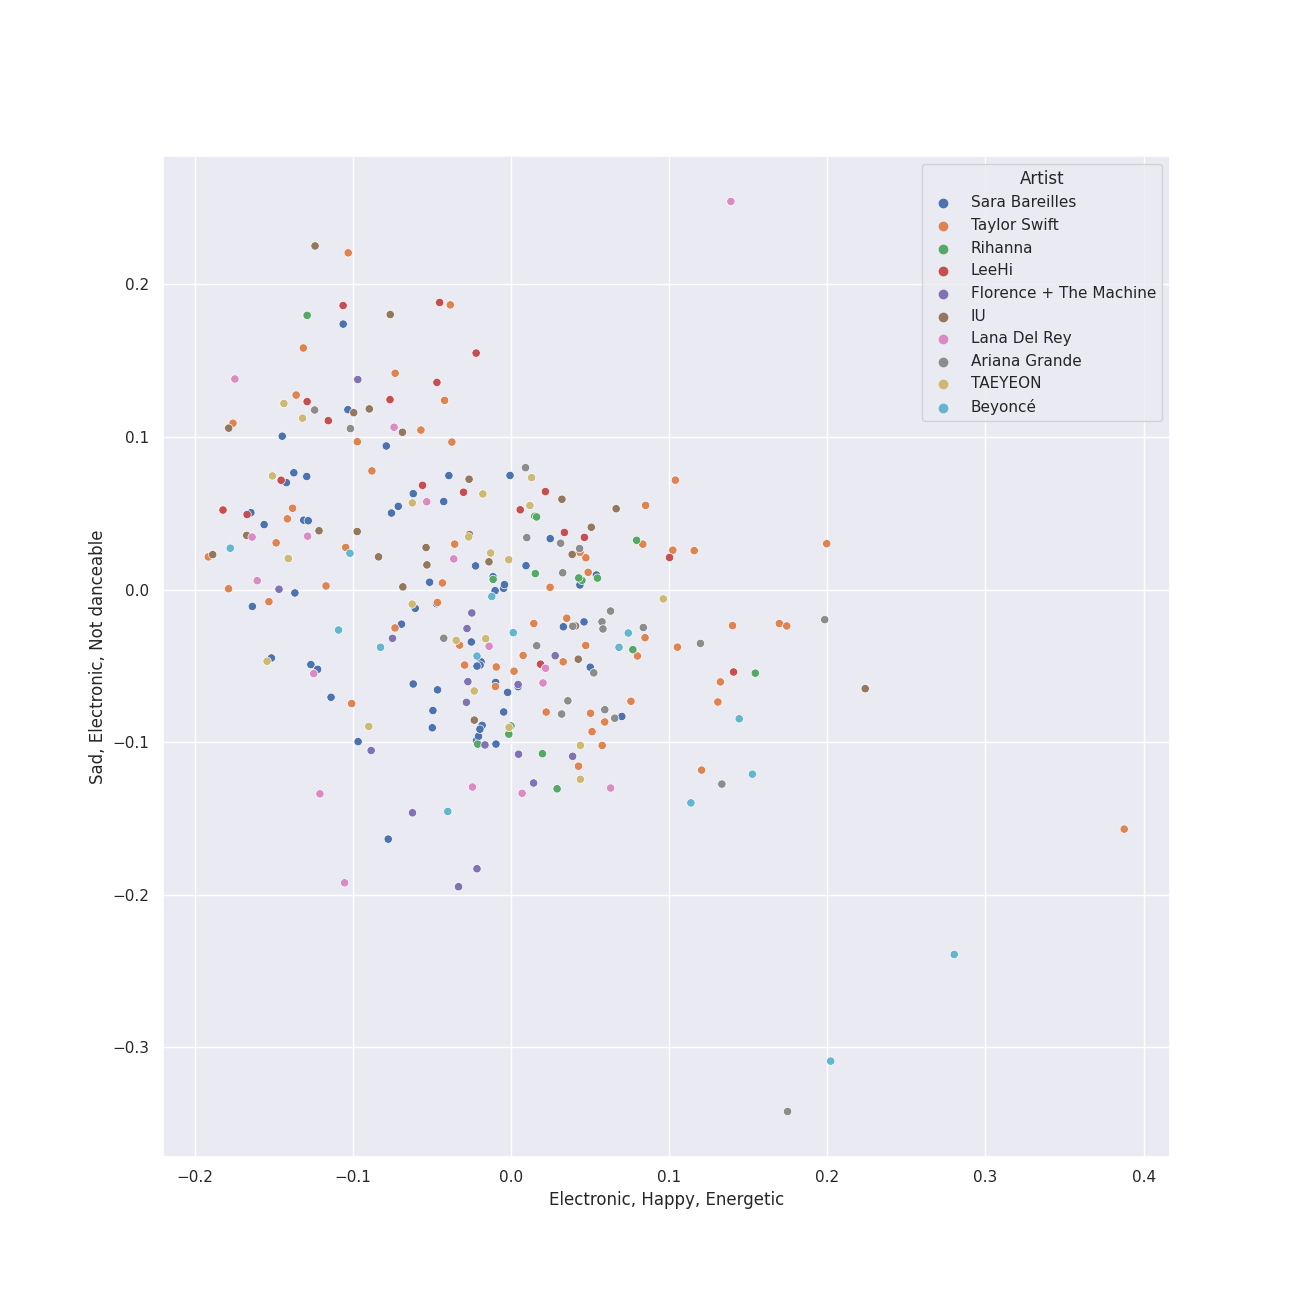 Artist
Sara Bareilles
Taylor Swift
Rihanna
LeeHi
Florence + The Machine
IU
Lana Del Rey
Ariana Grande
TAEYEON
Beyoncé
Sad, Electronic, Not danceable
0.2
0.1
0.0
−0.1
−0.2
−0.3
−0.2
−0.1
0.0
0.1
0.2
0.3
0.4
Electronic, Happy, Energetic